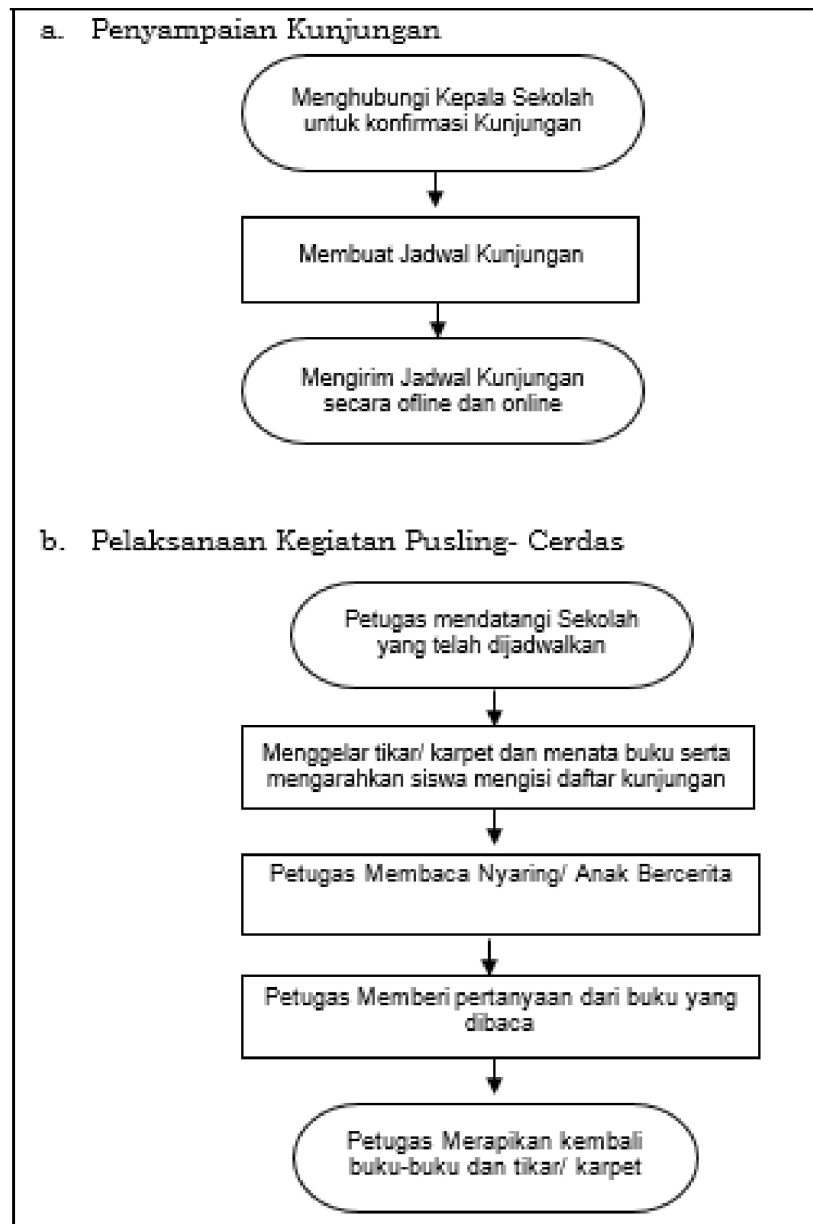 a. Penyampaian Kunjungan
Menghubungi Kepala Sekolah
untuk konfirmasi Kunjungan
Membuat Jadwal Kunjungan
Mengirim Jadwal Kunjungan
secara ofline dan online
b. Pelaksanaan Kegiatan Pusling- Cerdas
Petugas mendatangi Sekolah
yang telah dijadwalkan
Menggelar tikar/ karpet dan menata buku serta
mengarahkan siswa mengisi daftar kunjungan
Petugas Membaca Nyaring/ Anak Bercerita
Petugas Memberi pertanyaan dari buku yang
dibaca
Petugas Merapikan kembali
buku-buku dan tikar/ karpet